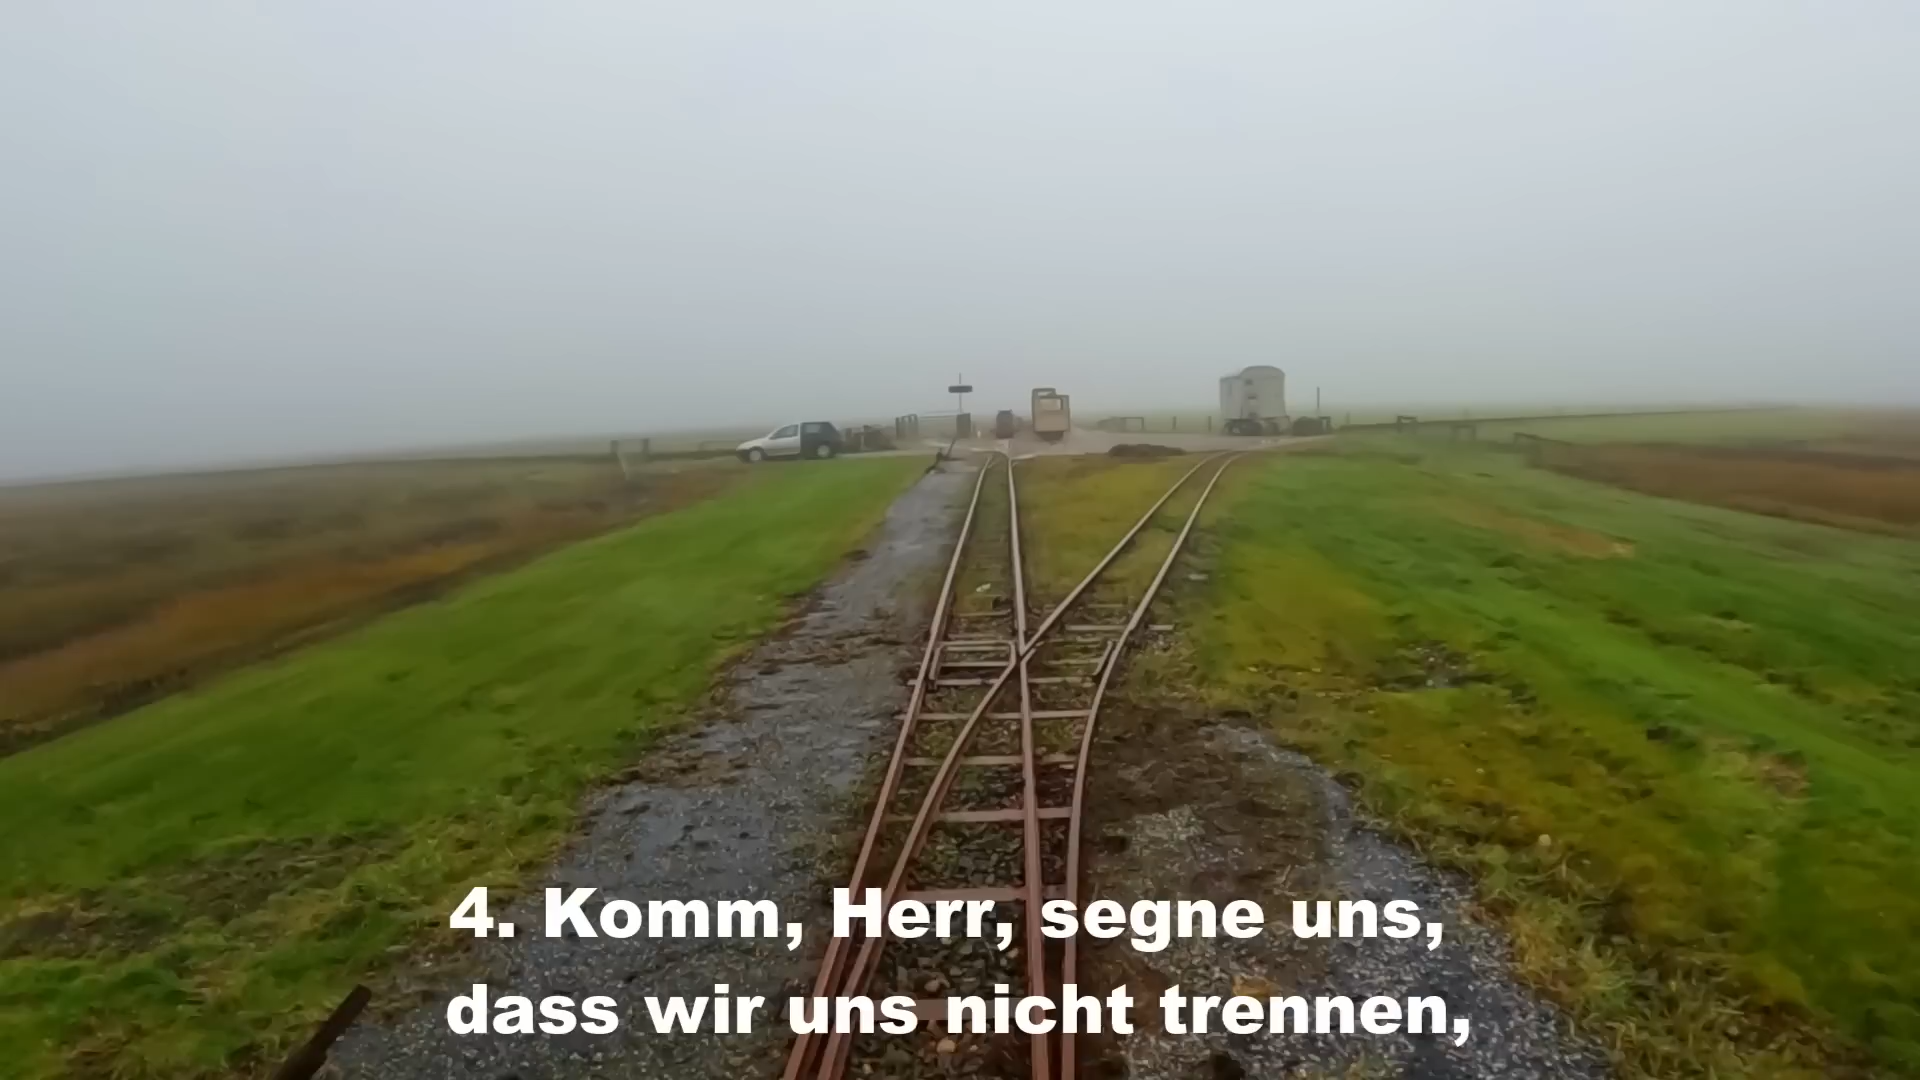 4. Komm, Herr, segne uns,
dass wir uns nicht trennen,